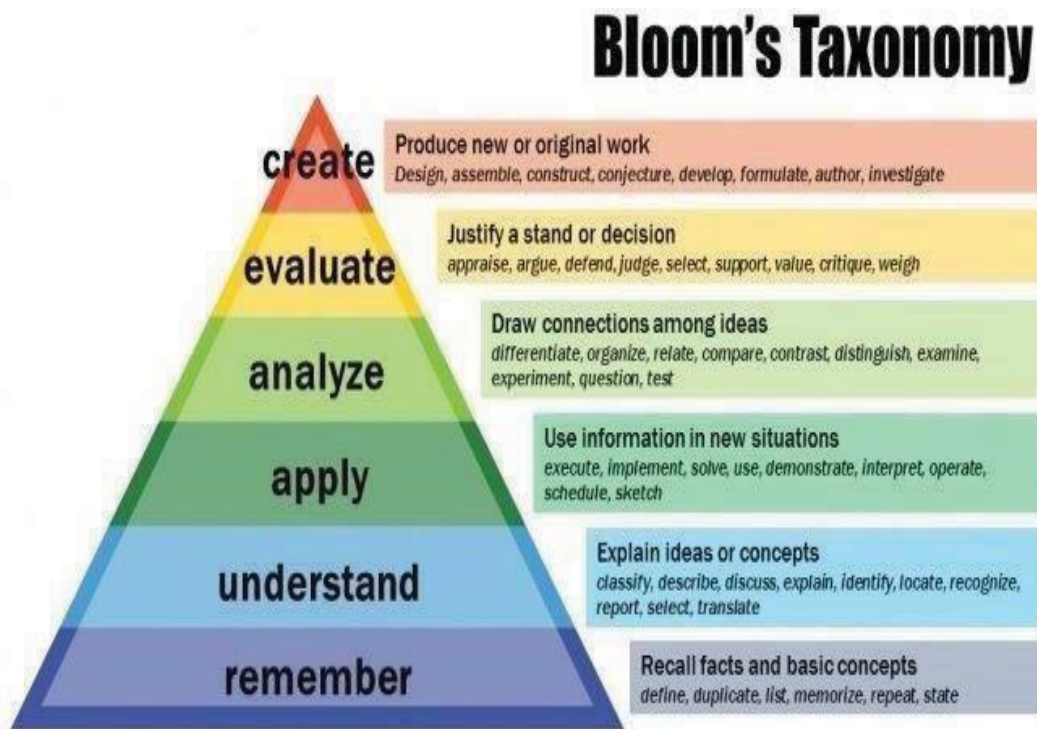 Bloom's Taxonomy
create
Produce new or original work
Design, assemble, construct, conjecture, develop, formulate, author, investigate
evaluate
Justify a stand or decision
appraise, argue, defend, judge, select, support, value, critique, weigh
analyze
Draw connections among ideas
differentiate, organize, relate, compare, contrast, distinguish, examine,
experiment, question, test
apply
Use information in new situations
execute, implement, solve, use, demonstrate, interpret, operate,
schedule, sketch
understand
Explain ideas or concepts
classify, describe, discuss, explain, identify, locate, recognize,
report, select, translate
remember
Recall facts and basic concepts
define, duplicate, list, memorize, repeat, state